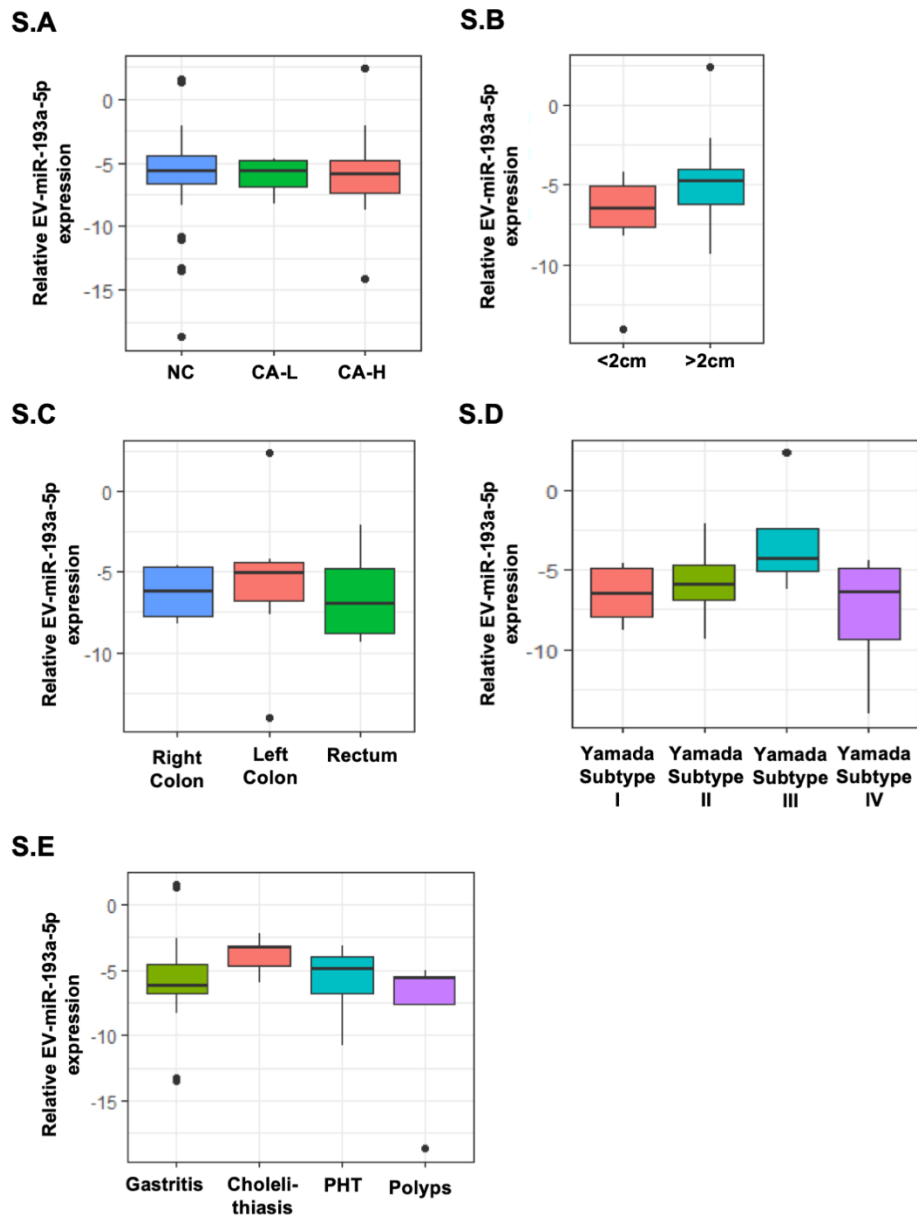 S.A
Relative EV-miR-193a-5p
expression
0
-5
-10
-15
NC CA-L CA-H
S.B
Relative EV-miR-193a-5p
expression
0
-5
-10
<2cm >2cm
S.C
Relative EV-miR-193a-5p
expression
0
-5
-10
Right
Colon
Left
Colon
Rectum
S.D
Relative EV-miR-193a-5p
expression
0
-5
-10
Yamada
Subtype
I
Yamada
Subtype
II
Yamada
Subtype
III
Yamada
Subtype
IV
S.E
Relative EV-miR-193a-5p
expression
0
-5
-10
-15
Gastritis
Choleli-
thiasis
PHT
Polyps